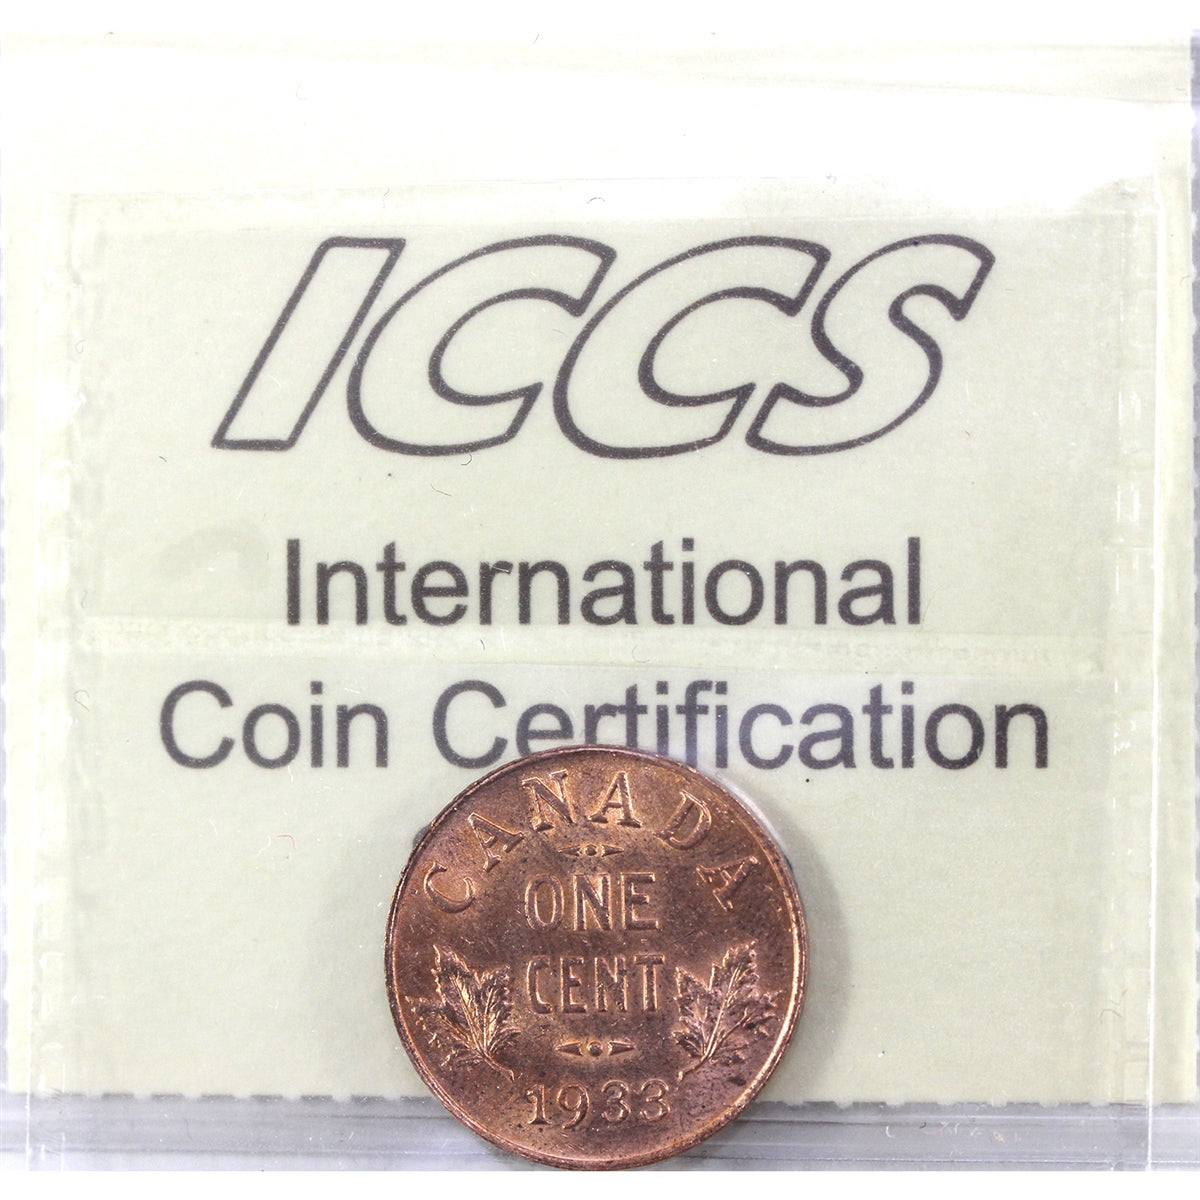 ICCS
International
Coin Certification
CANADA
ONE
CENT
1933